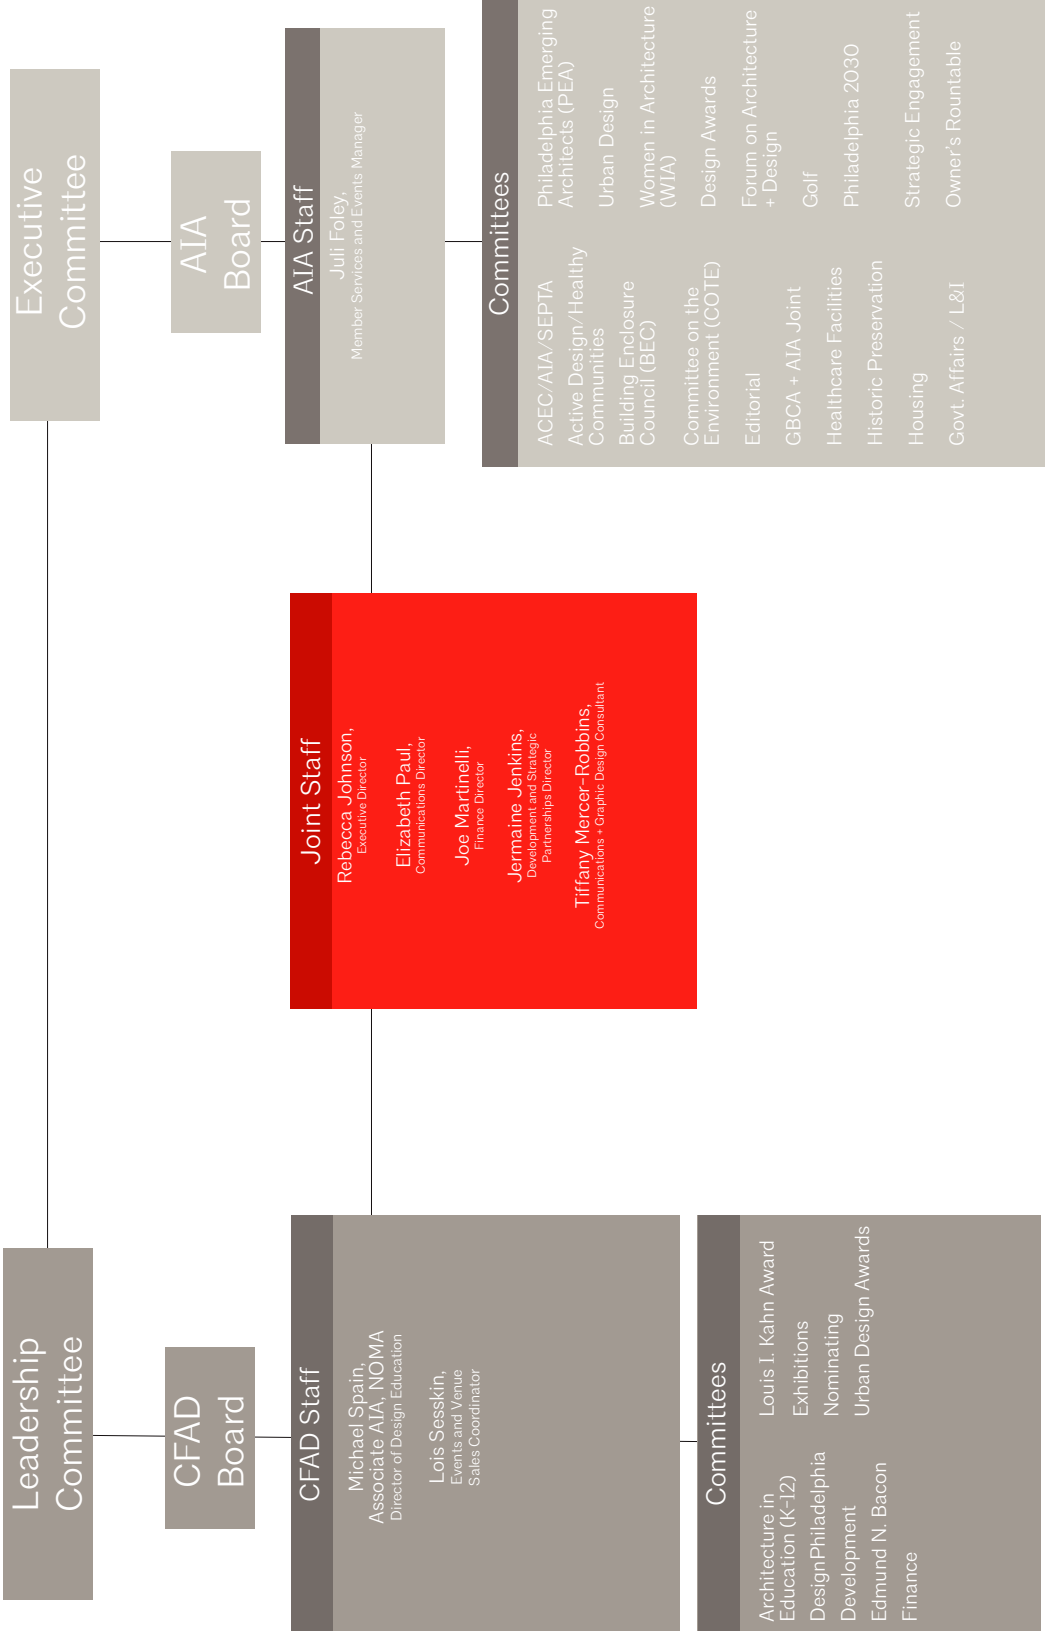 Leadership
Committee
Executive
Committee
CFAD
Board
AIA
Board
CFAD Staff
Michael Spain,
Associate AIA, NOMA
Director of Design Education
Lois Sesskin,
Events and Venue
Sales Coordinator
Joint Staff
Rebecca Johnson,
Executive Director
Elizabeth Paul,
Communications Director
Joe Martinelli,
Finance Director
Jermaine Jenkins,
Development and Strategic
Partnerships Director
Tiffany Mercer-Robbins,
Communications + Graphic Design Consultant
AIA Staff
Juli Foley,
Member Services and Events Manager
Committees
Architecture in
Education (K-12)
DesignPhiladelphia
Development
Edmund N. Bacon
Finance
Louis I. Kahn Award
Exhibitions
Nominating
Urban Design Awards
Committees
ACEC/AIA/SEPTA
Active Design/Healthy
Communities
Building Enclosure
Council (BEC)
Committee on the
Environment (COTE)
Editorial
GBCA + AIA Joint
Healthcare Facilities
Historic Preservation
Housing
Govt. Affairs / L&I
Philadelphia Emerging
Architects (PEA)
Urban Design
Women in Architecture
(WIA)
Design Awards
Forum on Architecture
+ Design
Golf
Philadelphia 2030
Strategic Engagement
Owner's Rountable